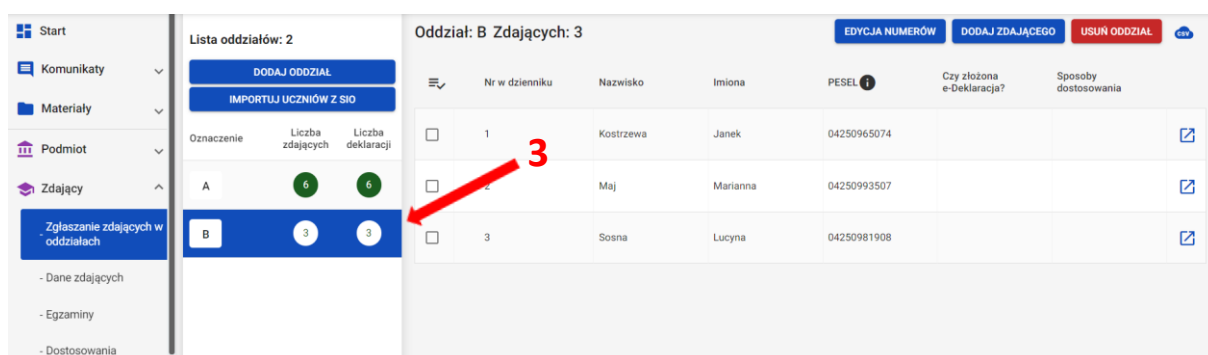 Start
Komunikaty
Materiały
Podmiot
Zdający
- Zgłaszanie zdających w
oddziałach
- Dane zdających
- Egzaminy
- Dostosowania
Lista oddziałów: 2
DODAJ ODDZIAŁ
IMPORTUJ UCZNIÓW Z SIO
Oznaczenie Liczba zdających Liczba deklaracji
A 6 6
B 3 3
Oddział: B Zdających: 3
EDYCJA NUMERÓW DODAJ ZDAJĄCEGO USUŃ ODDZIAŁ CSV
Nr w dzienniku Nazwisko Imiona PESEL Czy złożona e-Deklaracja? Sposoby dostosowania
1 Kostrzewa Janek 04250965074
3
2 Maj Marianna 04250993507
3 Sosna Lucyna 04250981908